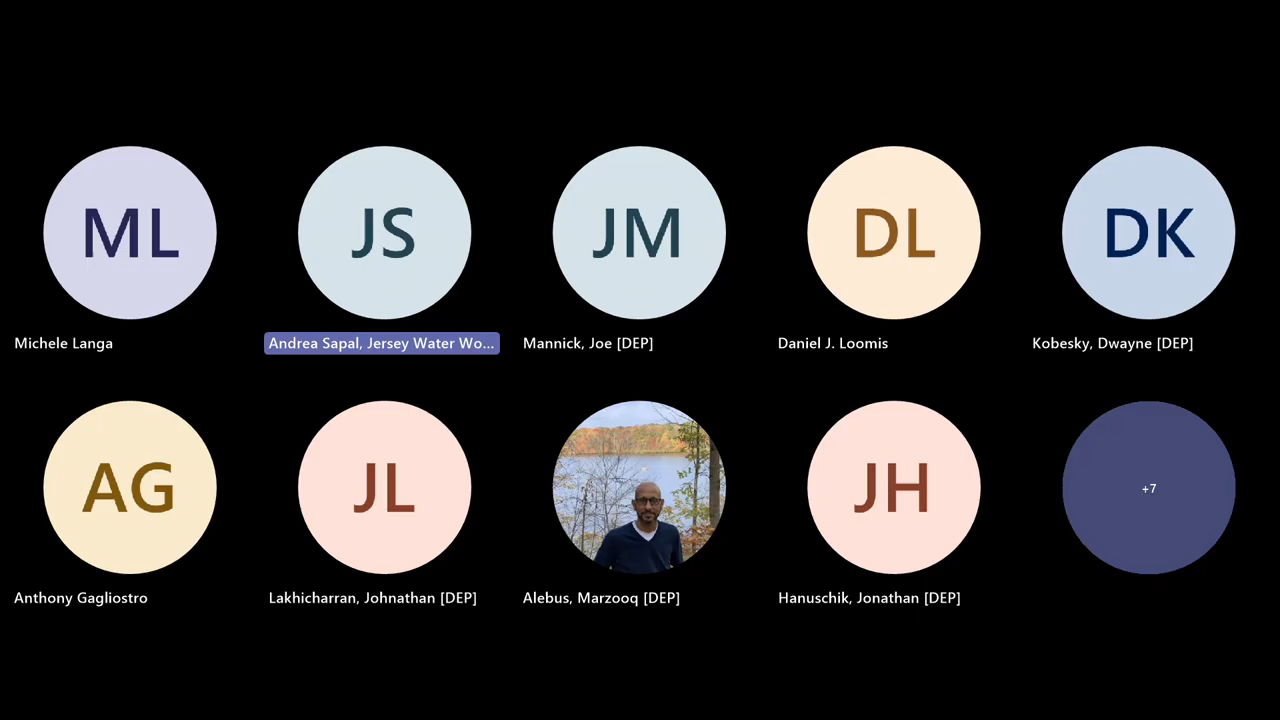 ML
JS
JM
DL
DK
Michele Langa
Andrea Sapal, Jersey Water Wo...
Mannick, Joe [DEP]
Daniel J. Loomis
Kobesky, Dwayne [DEP]
AG
JL
JH
+7
Anthony Gagliostro
Lakhicharran, Johnathan [DEP]
Alebus, Marzooq [DEP]
Hanuschik, Jonathan [DEP]